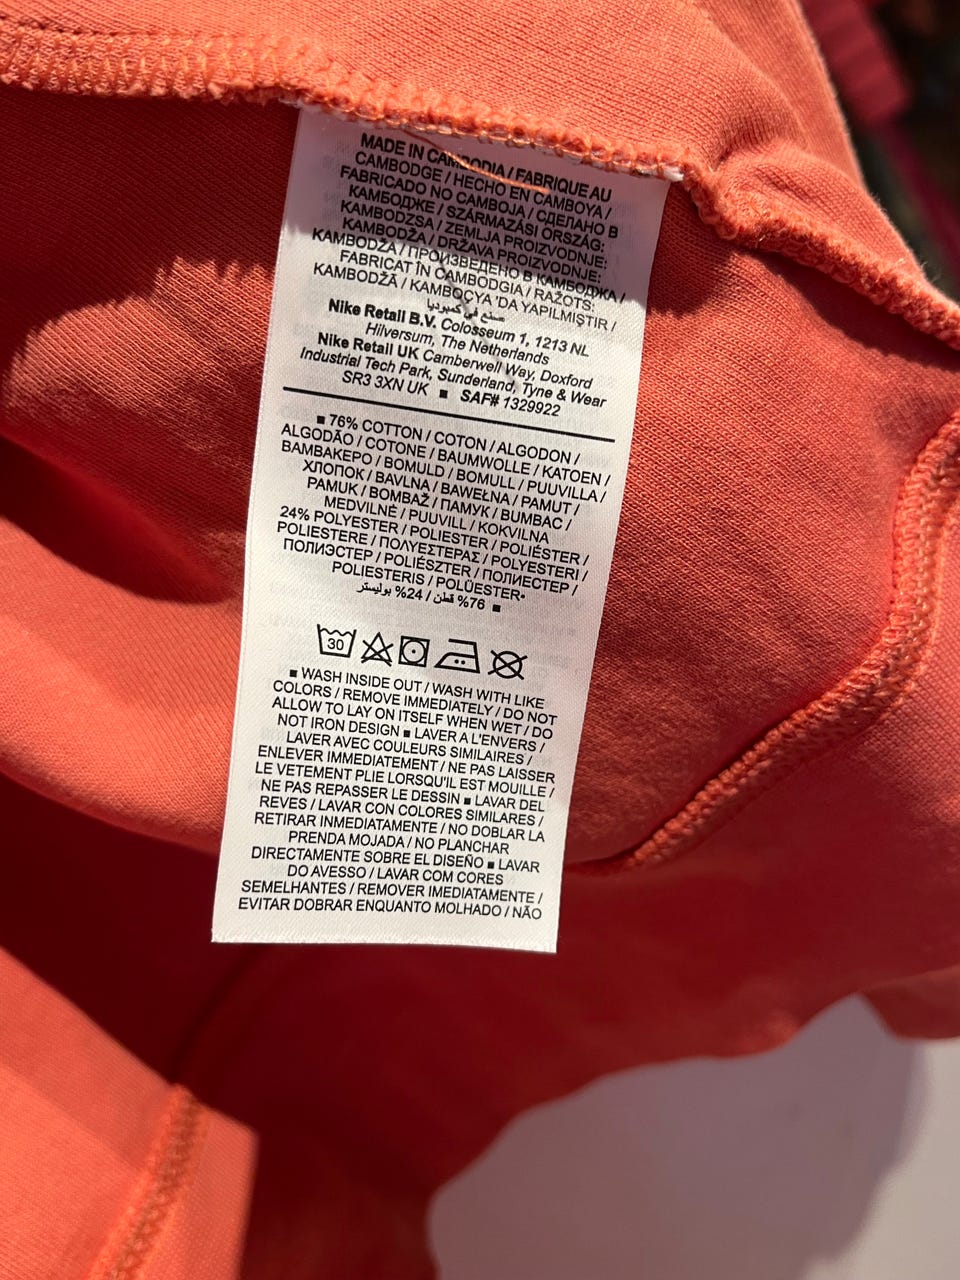 MADE IN CAMBODIA / FABRIQUE AU
CAMBODGE / HECHO EN CAMBOYA /
FABRICADO NO CAMBOJA / СДЕЛАНО В
КАМБОДЖЕ / SZÁRMAZÁSI ORSZÁG:
KAMBODZSA / ZEMLJA PROIZVODNJE:
KAMBODŽA / DRŽAVA PROIZVODNJE:
KAMBODŽA / ПРОИЗВЕДЕНО В КАМБОДЖА /
FABRICAT ÎN CAMBODGIA / RAŽOTS:
KAMBODŽĀ / KAMBOÇYA 'DA YAPILMIŞTIR /
صنع في كمبوديا
Nike Retail B.V. Colosseum 1, 1213 NL
Hilversum, The Netherlands
Nike Retail UK Camberwell Way, Doxford
Industrial Tech Park, Sunderland, Tyne & Wear
SR3 3XN UK ■ SAF# 1329922
■ 76% COTTON / COTON / ALGODON /
ALGODÃO / COTONE / BAUMWOLLE / KATOEN /
ΒΑΜΒΑΚΕΡΟ / BOMULD / BOMULL / PUUVILLA /
ХЛОПОК / BAVLNA / BAWEŁNA / PAMUT /
PAMUK / BOMBAŽ / ПАМУК / BUMBAC /
MEDVILNĖ / PUUVILL / KOKVILNA
24% POLYESTER / POLIESTER / POLIÉSTER /
POLIESTERE / ΠΟΛΥΕΣΤΕΡΑΣ / POLYESTERI /
ПОЛИЭСТЕР / POLIÉSZTER / ПОЛИЕСТЕР /
POLIESTERIS / POLÜESTER•
76% قطن / 24% بوليستر ■
30
■ WASH INSIDE OUT / WASH WITH LIKE
COLORS / REMOVE IMMEDIATELY / DO NOT
ALLOW TO LAY ON ITSELF WHEN WET / DO
NOT IRON DESIGN ■ LAVER A L'ENVERS /
LAVER AVEC COULEURS SIMILAIRES /
ENLEVER IMMEDIATEMENT / NE PAS LAISSER
LE VETEMENT PLIE LORSQU'IL EST MOUILLE /
NE PAS REPASSER LE DESSIN ■ LAVAR DEL
REVES / LAVAR CON COLORES SIMILARES /
RETIRAR INMEDIATAMENTE / NO DOBLAR LA
PRENDA MOJADA / NO PLANCHAR
DIRECTAMENTE SOBRE EL DISEÑO ■ LAVAR
DO AVESSO / LAVAR COM CORES
SEMELHANTES / REMOVER IMEDIATAMENTE /
EVITAR DOBRAR ENQUANTO MOLHADO / NÃO